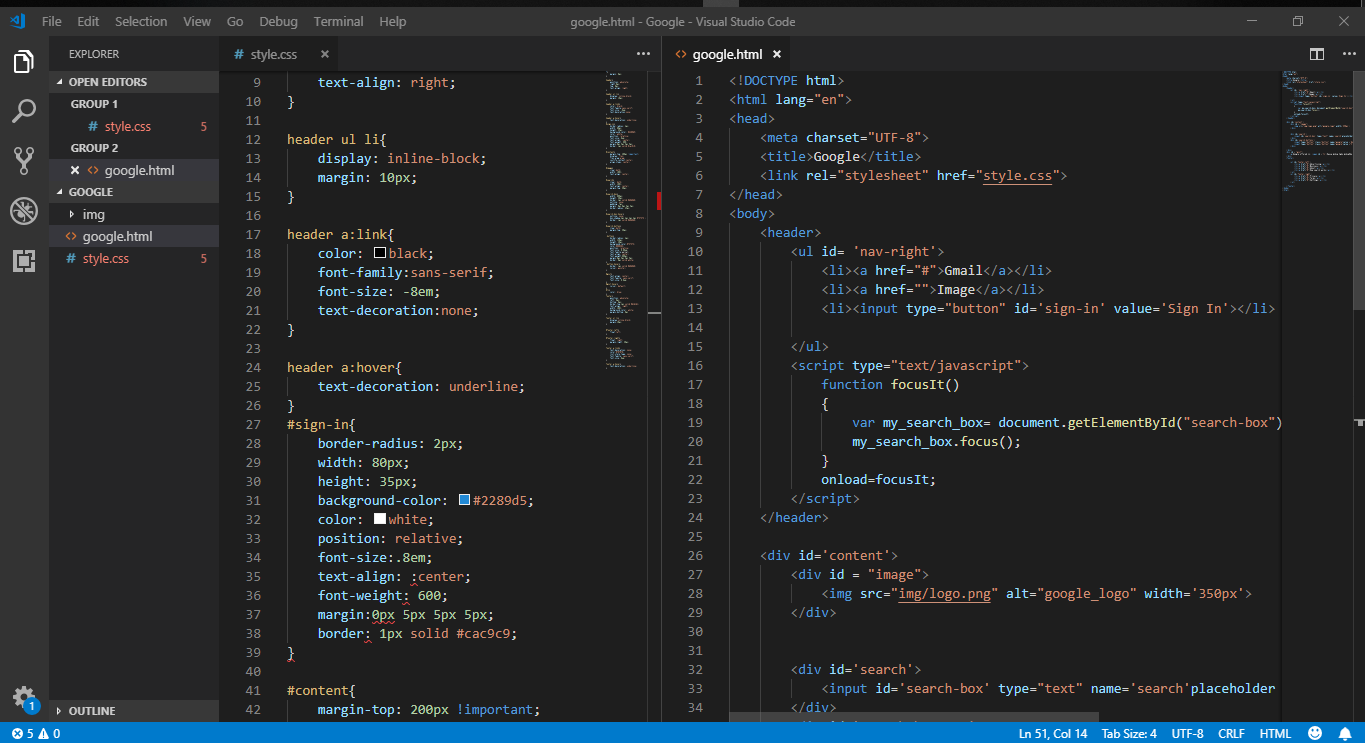 File Edit Selection View Go Debug Terminal Help
google.html - Google - Visual Studio Code
EXPLORER
OPEN EDITORS
GROUP 1
# style.css 5
GROUP 2
<> google.html
GOOGLE
img
<> google.html
# style.css 5
OUTLINE
1
# style.css
9 text-align: right;
10 }
11
12 header ul li{
13 display: inline-block;
14 margin: 10px;
15 }
16
17 header a:link{
18 color: black;
19 font-family:sans-serif;
20 font-size: -8em;
21 text-decoration:none;
22 }
23
24 header a:hover{
25 text-decoration: underline;
26 }
27 #sign-in{
28 border-radius: 2px;
29 width: 80px;
30 height: 35px;
31 background-color: #2289d5;
32 color: white;
33 position: relative;
34 font-size:.8em;
35 text-align: :center;
36 font-weight: 600;
37 margin:0px 5px 5px 5px;
38 border: 1px solid #cac9c9;
39 }
40
41 #content{
42 margin-top: 200px !important;
<> google.html
1 <!DOCTYPE html>
2 <html lang="en">
3 <head>
4 <meta charset="UTF-8">
5 <title>Google</title>
6 <link rel="stylesheet" href="style.css">
7 </head>
8 <body>
9 <header>
10 <ul id= 'nav-right'>
11 <li><a href="#">Gmail</a></li>
12 <li><a href="">Image</a></li>
13 <li><input type="button" id='sign-in' value='Sign In'></li>
14
15 </ul>
16 <script type="text/javascript">
17 function focusIt()
18 {
19 var my_search_box= document.getElementById("search-box")
20 my_search_box.focus();
21 }
22 onload=focusIt;
23 </script>
24 </header>
25
26 <div id='content'>
27 <div id = "image">
28 <img src="img/logo.png" alt="google_logo" width='350px'>
29 </div>
30
31
32 <div id='search'>
33 <input id='search-box' type="text" name='search'placeholder
34 </div>
5 0
Ln 51, Col 14 Tab Size: 4 UTF-8 CRLF HTML